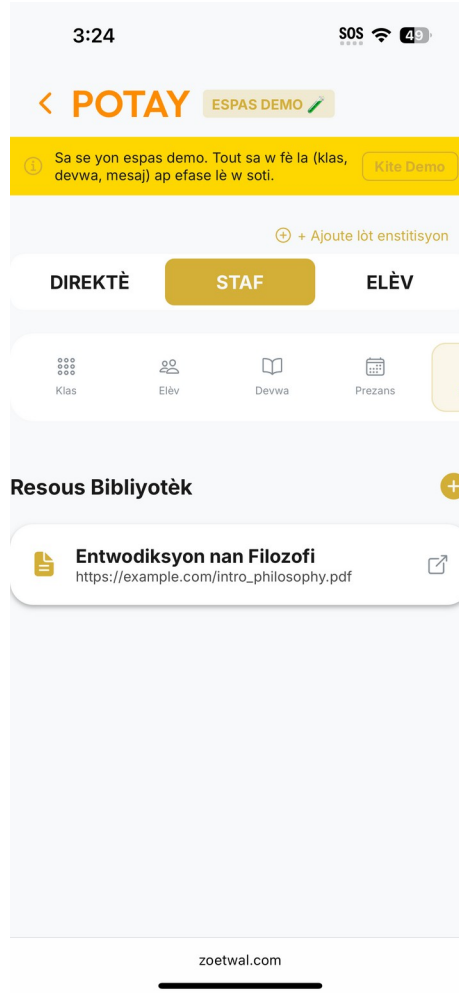 3:24 SOS 49
POTAY ESPAS DEMO
Sa se yon espas demo. Tout sa w fè la (klas,
devwa, mesaj) ap efase lè w soti.
Kite Demo
+ Ajoute lòt enstitisyon
DIREKTÈ STAF ELÈV
Klas Elèv Devwa Prezans
Resous Bibliyotèk
Entwodiksyon nan Filozofi
https://example.com/intro_philosophy.pdf
zoetwal.com